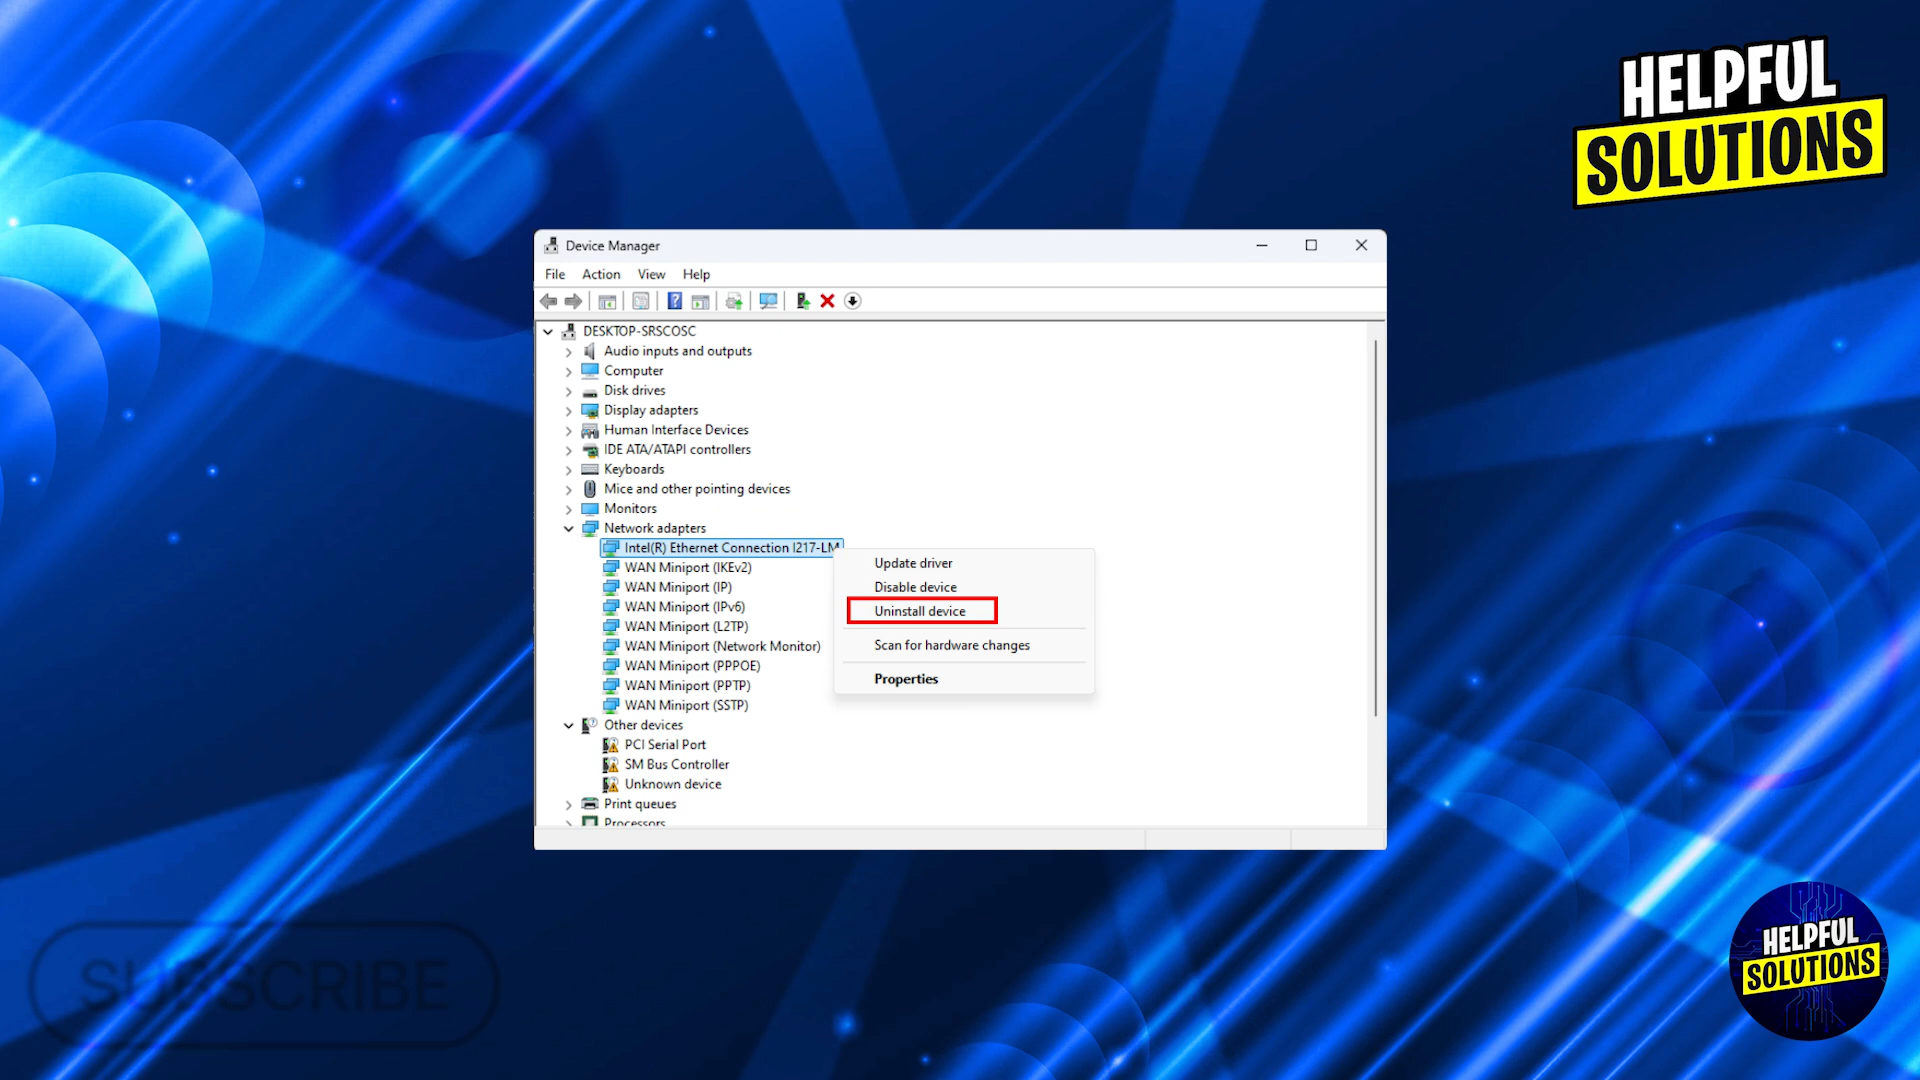 HELPFUL
SOLUTIONS
Device Manager
File Action View Help
DESKTOP-SRSCOSC
Audio inputs and outputs
Computer
Disk drives
Display adapters
Human Interface Devices
IDE ATA/ATAPI controllers
Keyboards
Mice and other pointing devices
Monitors
Network adapters
Intel(R) Ethernet Connection I217-LM
WAN Miniport (IKEv2)
WAN Miniport (IP)
WAN Miniport (IPv6)
WAN Miniport (L2TP)
WAN Miniport (Network Monitor)
WAN Miniport (PPPOE)
WAN Miniport (PPTP)
WAN Miniport (SSTP)
Other devices
PCI Serial Port
SM Bus Controller
Unknown device
Print queues
Processors
Update driver
Disable device
Uninstall device
Scan for hardware changes
Properties
SUBSCRIBE
HELPFUL
SOLUTIONS